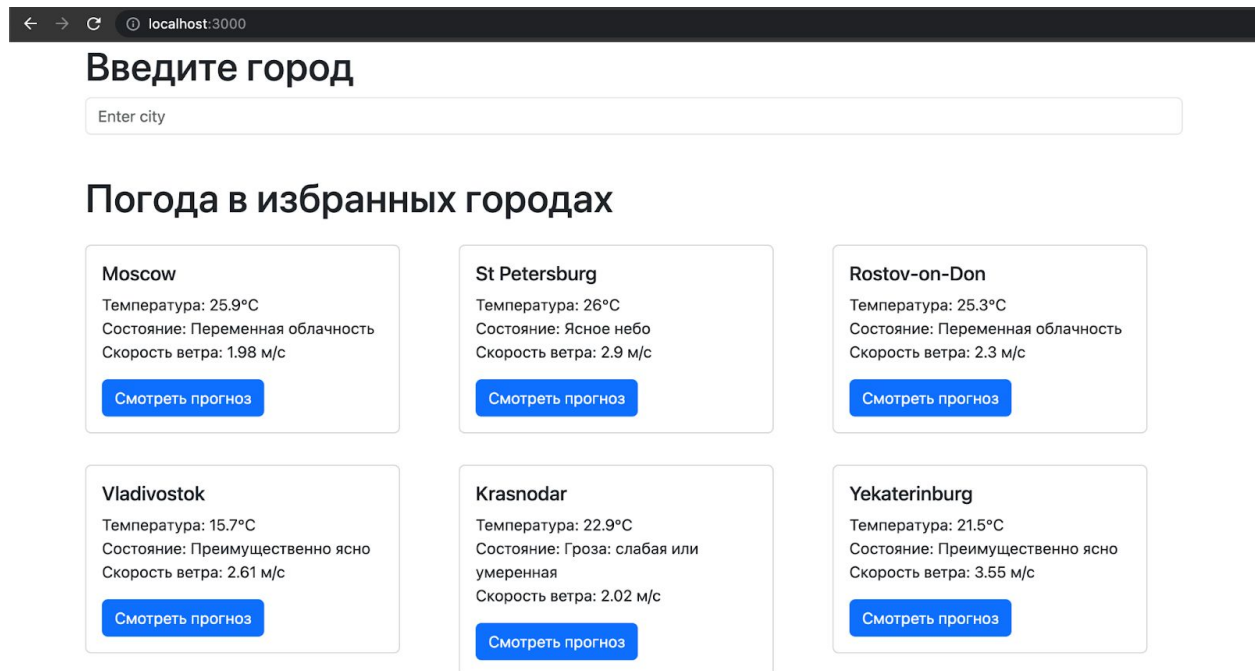 localhost:3000
Введите город
Enter city
Погода в избранных городах
Moscow
Температура: 25.9°C
Состояние: Переменная облачность
Скорость ветра: 1.98 м/с
Смотреть прогноз
St Petersburg
Температура: 26°C
Состояние: Ясное небо
Скорость ветра: 2.9 м/с
Смотреть прогноз
Rostov-on-Don
Температура: 25.3°C
Состояние: Переменная облачность
Скорость ветра: 2.3 м/с
Смотреть прогноз
Vladivostok
Температура: 15.7°C
Состояние: Преимущественно ясно
Скорость ветра: 2.61 м/с
Смотреть прогноз
Krasnodar
Температура: 22.9°C
Состояние: Гроза: слабая или
умеренная
Скорость ветра: 2.02 м/с
Смотреть прогноз
Yekaterinburg
Температура: 21.5°C
Состояние: Преимущественно ясно
Скорость ветра: 3.55 м/с
Смотреть прогноз